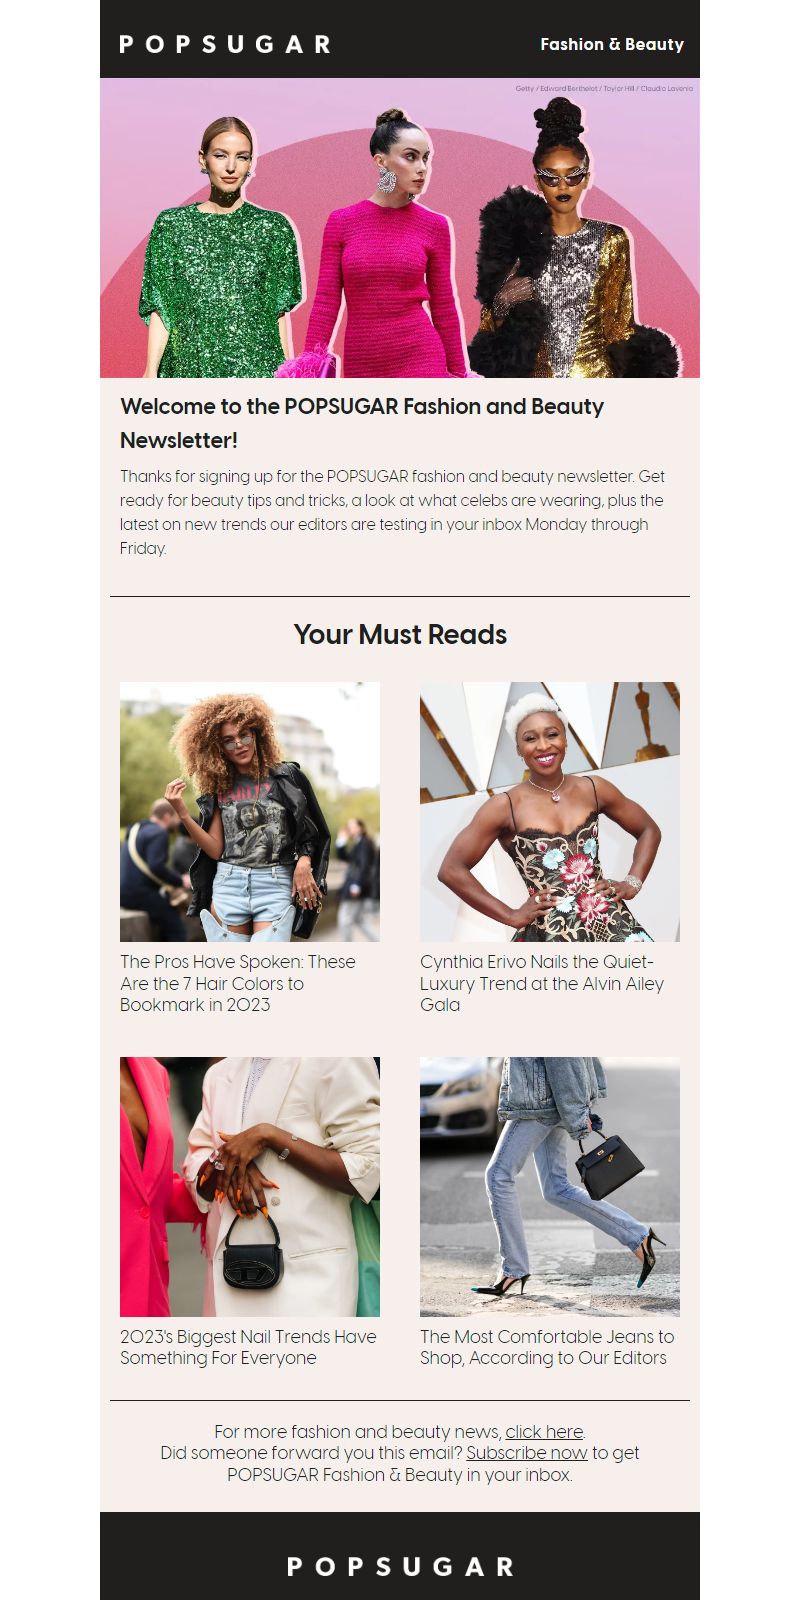 POPSUGAR
Fashion & Beauty
Getty / Edward Berthelot / Taylor Hill / Claudio Lavenia
Welcome to the POPSUGAR Fashion and Beauty
Newsletter!
Thanks for signing up for the POPSUGAR fashion and beauty newsletter. Get
ready for beauty tips and tricks, a look at what celebs are wearing, plus the
latest on new trends our editors are testing in your inbox Monday through
Friday.
Your Must Reads
The Pros Have Spoken: These
Are the 7 Hair Colors to
Bookmark in 2023
Cynthia Erivo Nails the Quiet-
Luxury Trend at the Alvin Ailey
Gala
2023's Biggest Nail Trends Have
Something For Everyone
The Most Comfortable Jeans to
Shop, According to Our Editors
For more fashion and beauty news, click here.
Did someone forward you this email? Subscribe now to get
POPSUGAR Fashion & Beauty in your inbox.
POPSUGAR